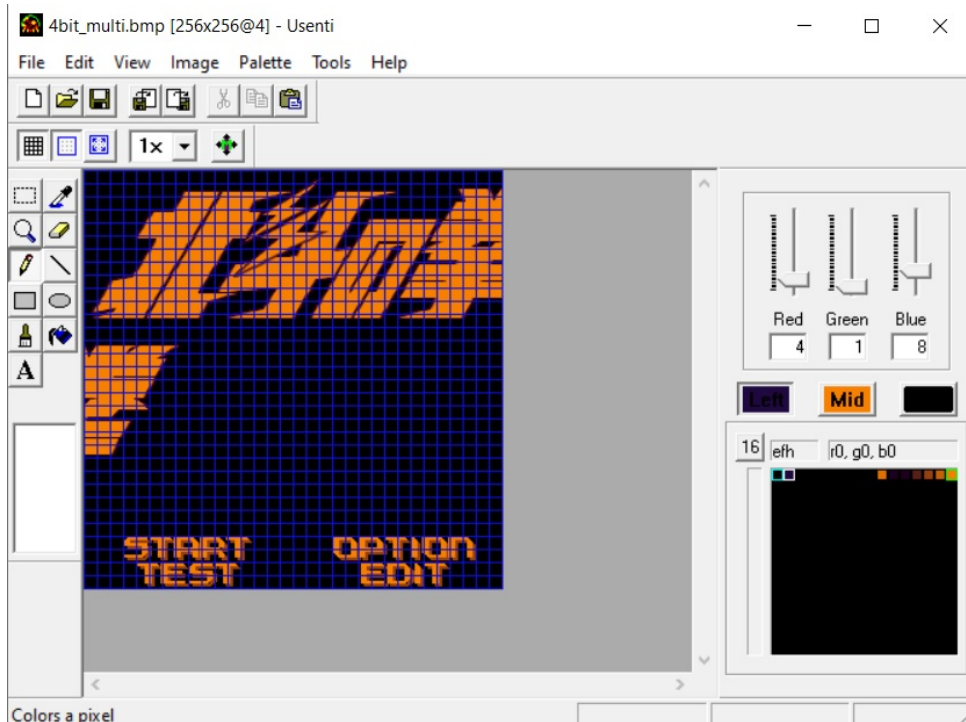 4bit_multi.bmp [256x256@4] - Usenti
File Edit View Image Palette Tools Help
1x
A
Red Green Blue
4 1 8
Left Mid
16 efh r0, g0, b0
START OPTION
TEST EDIT
Colors a pixel